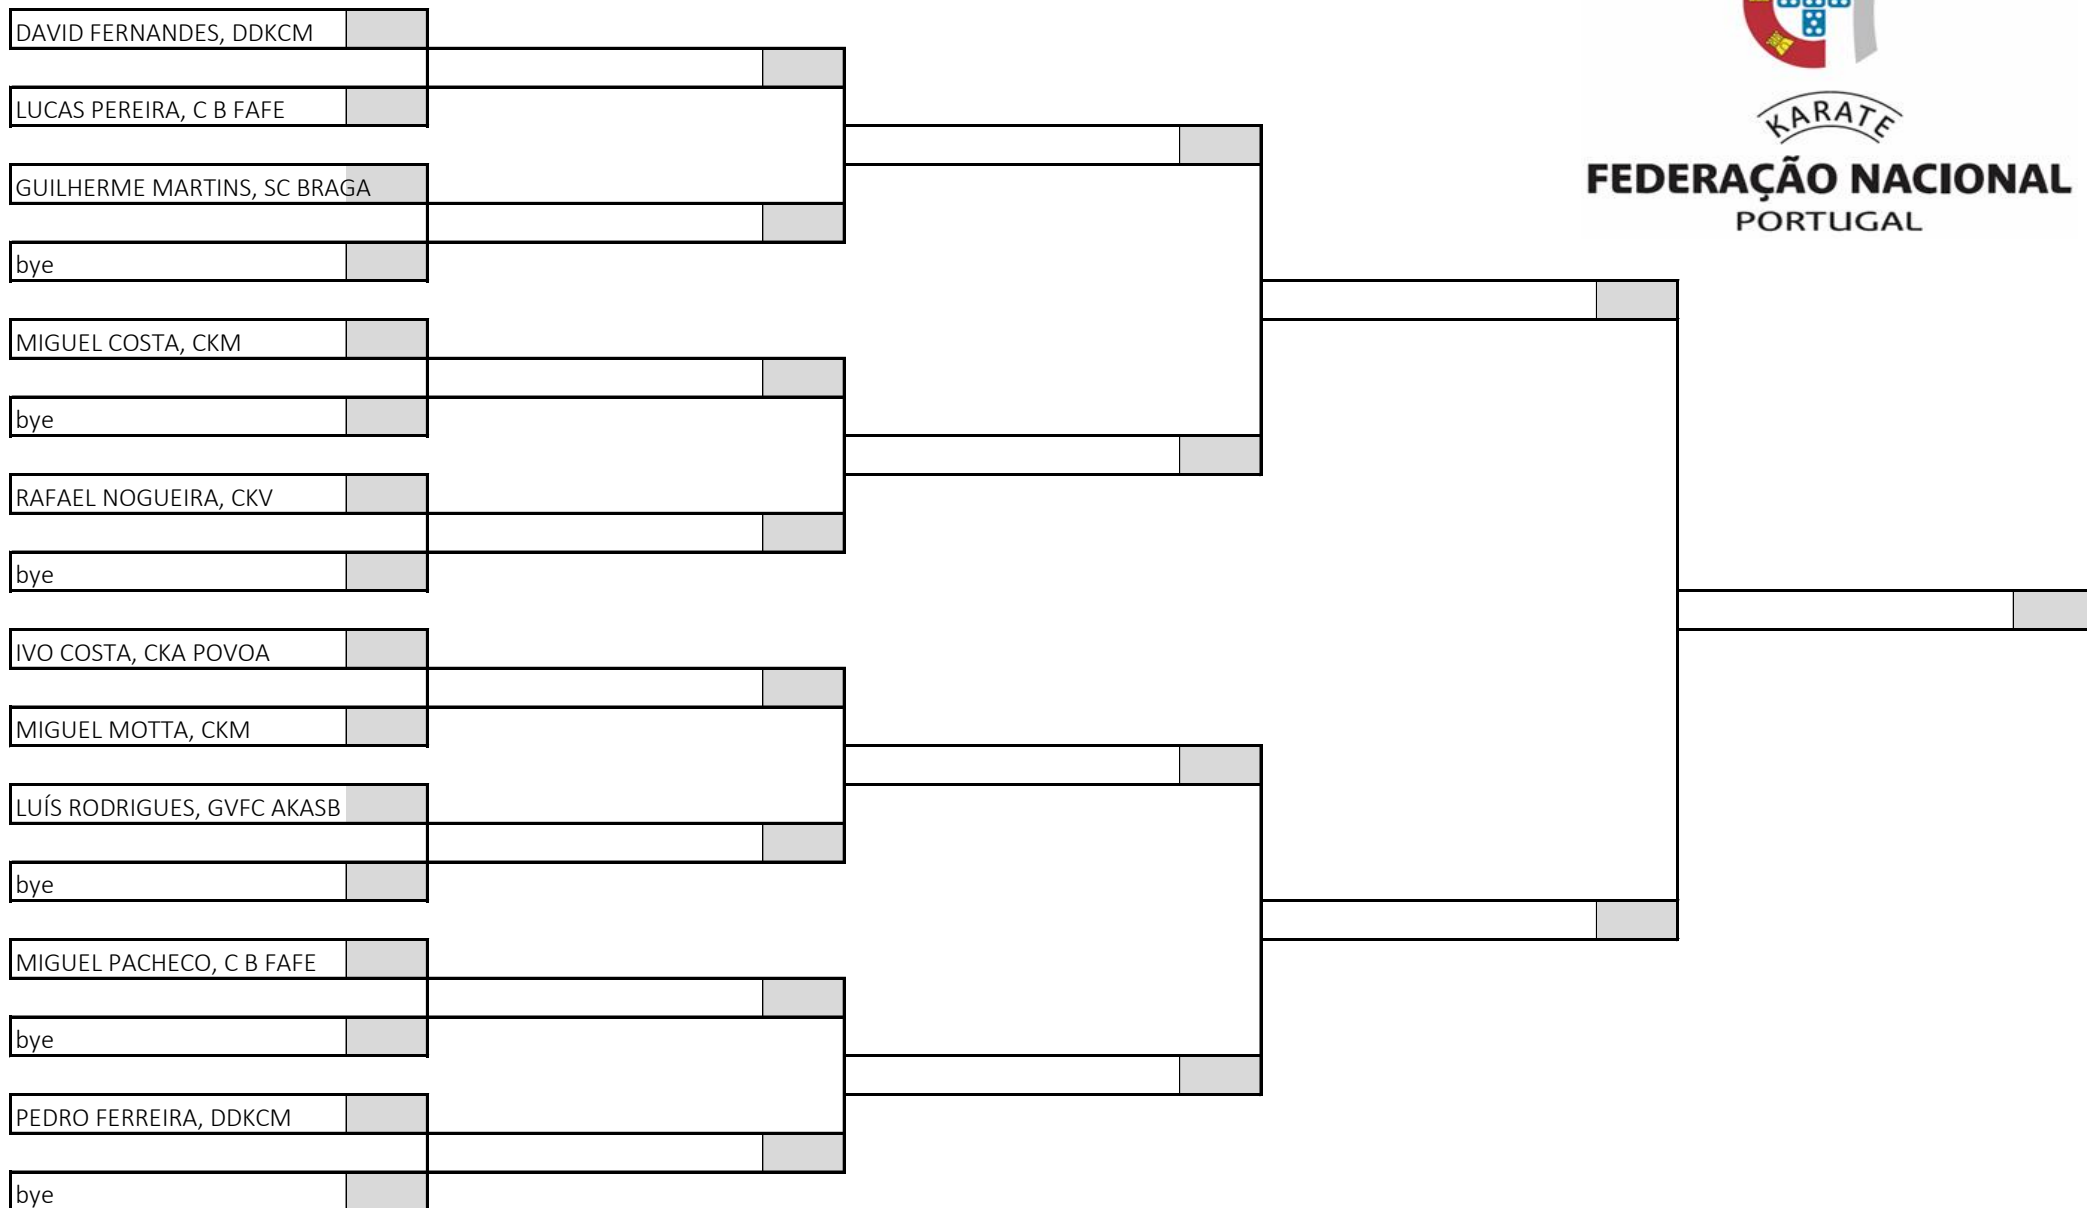 DAVID FERNANDES, DDKCM
LUCAS PEREIRA, C B FAFE
GUILHERME MARTINS, SC BRAGA
bye
MIGUEL COSTA, CKM
bye
RAFAEL NOGUEIRA, CKV
bye
IVO COSTA, CKA POVOA
MIGUEL MOTTA, CKM
LUÍS RODRIGUES, GVFC AKASB
bye
MIGUEL PACHECO, C B FAFE
bye
PEDRO FERREIRA, DDKCM
bye
KARATE
FEDERAÇÃO NACIONAL
PORTUGAL